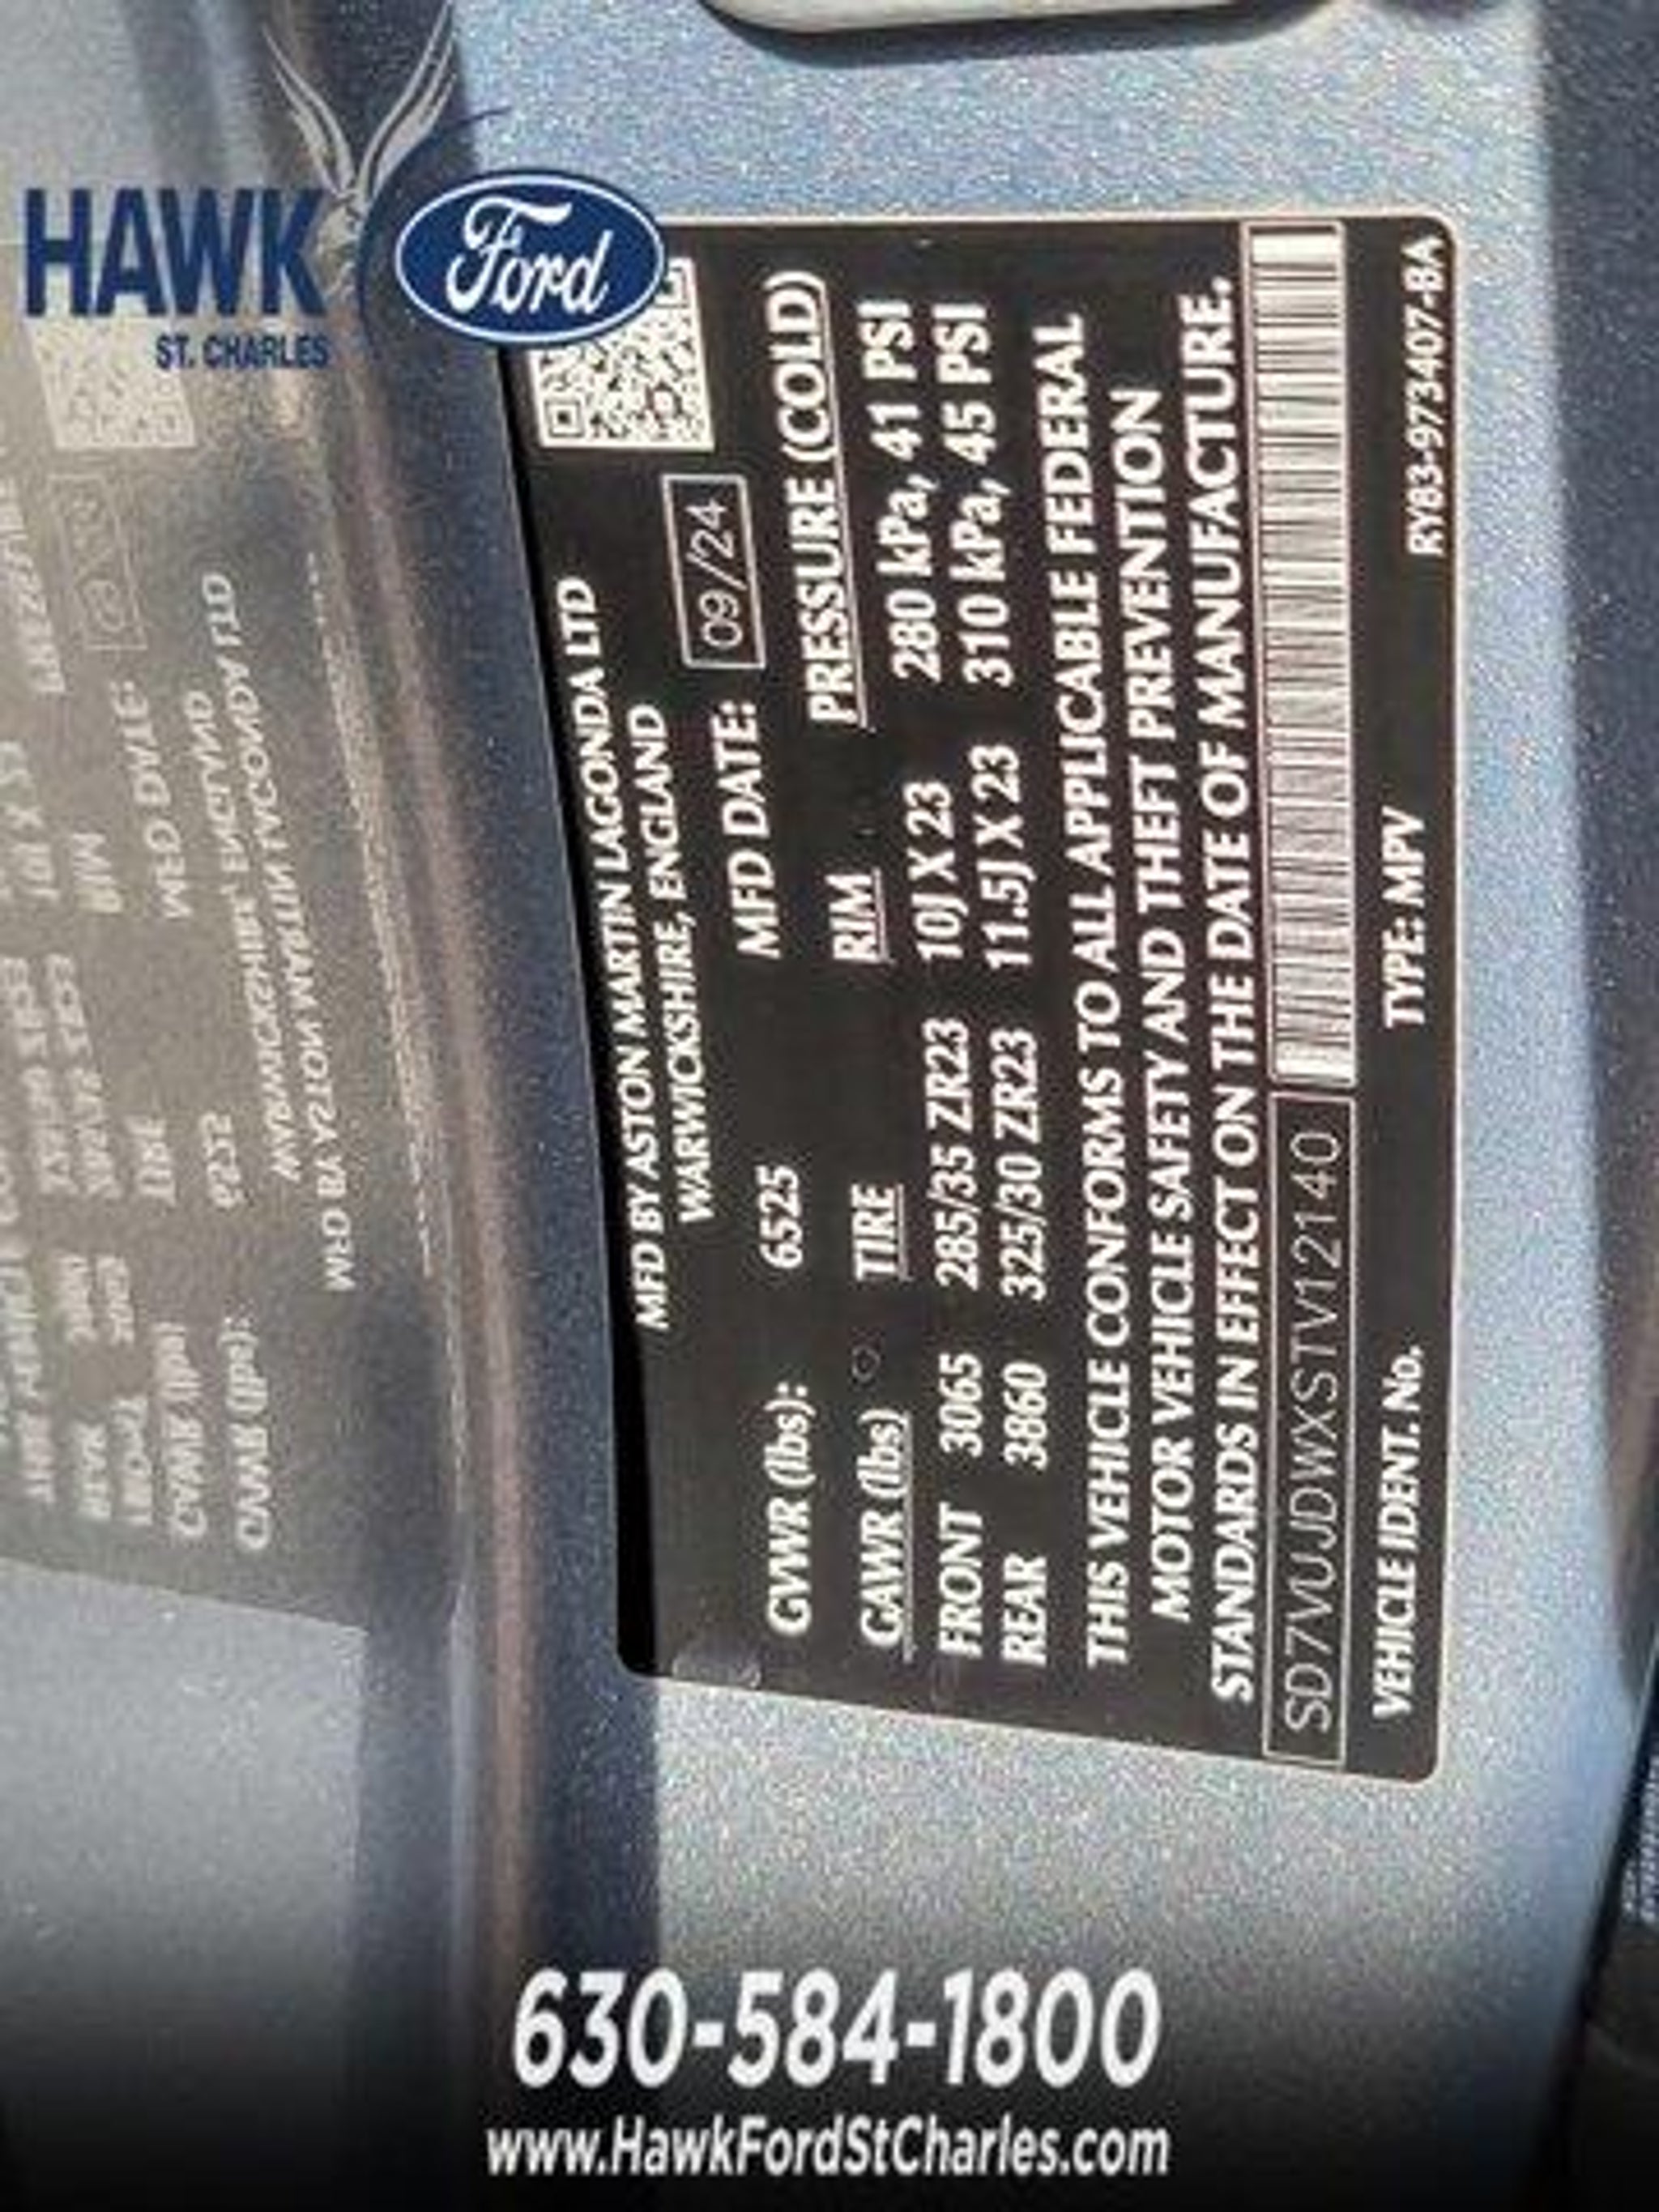 HAWK
Ford
ST. CHARLES
MFD BY ASTON MARTIN LAGONDA LTD
WARWICKSHIRE, ENGLAND
GVWR (lbs): 6525 MFD DATE: 09/24
GAWR (lbs) TIRE RIM PRESSURE (COLD)
FRONT 3065 285/35 ZR23 10J X 23 280 kPa, 41 PSI
REAR 3860 325/30 ZR23 11.5J X 23 310 kPa, 45 PSI
THIS VEHICLE CONFORMS TO ALL APPLICABLE FEDERAL
MOTOR VEHICLE SAFETY AND THEFT PREVENTION
STANDARDS IN EFFECT ON THE DATE OF MANUFACTURE.
SD7VUJDWXSTV12140
VEHICLE IDENT. No. TYPE: MPV RY83-973407-BA
630-584-1800
www.HawkFordStCharles.com